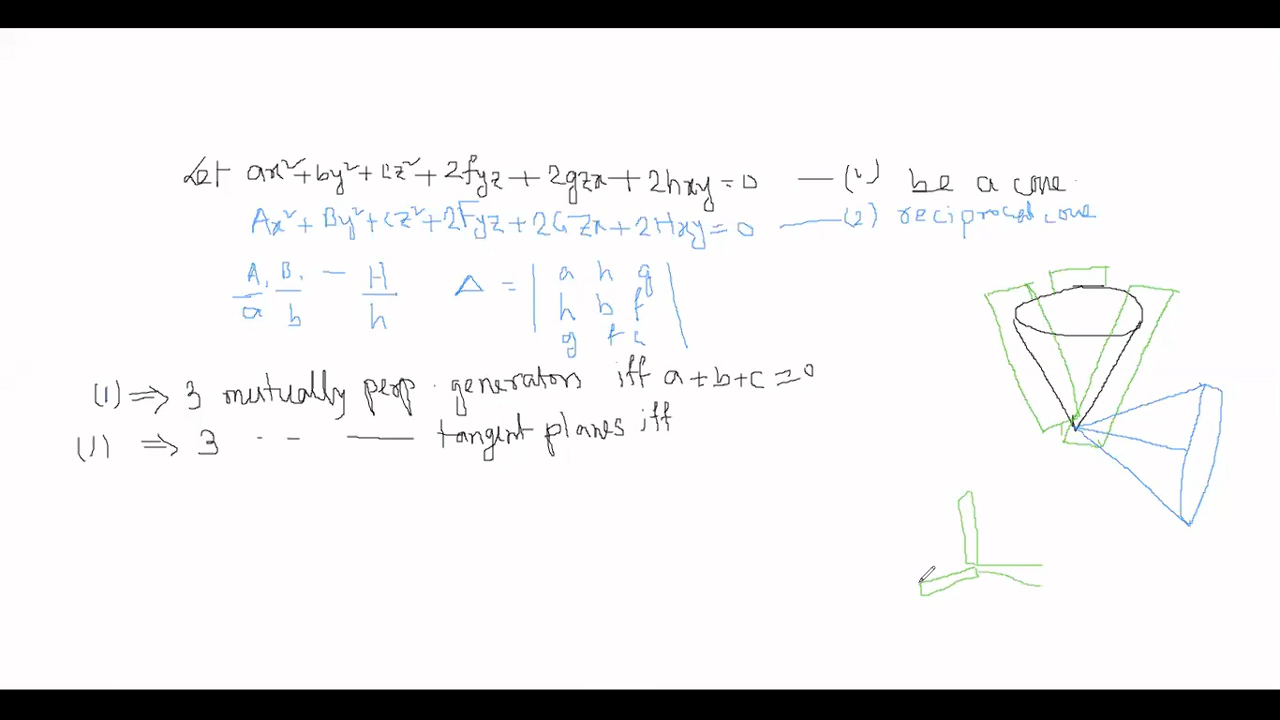 Let ax²+by²+cz²+2fyz+2gzx+2hxy=0 — (1) be a cone.
Ax²+By²+Cz²+2Fyz+2Gzx+2Hxy=0 — (2) reciprocal cone
A/a, B/b, — H/h Δ = | a h g
h b f
g f c |
(1) ⇒ 3 mutually perp. generators iff a+b+c=0
(1) ⇒ 3 - - — tangent planes iff